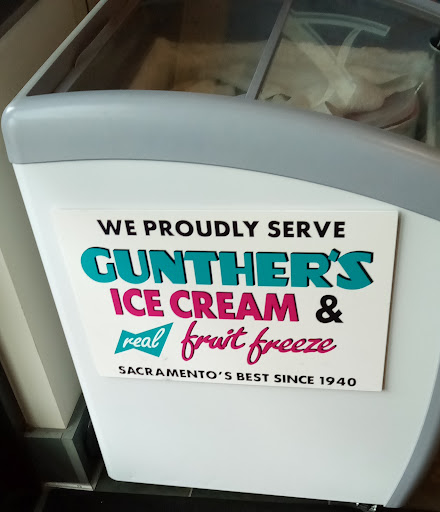 WE PROUDLY SERVE
GUNTHER'S
ICE CREAM &
real fruit freeze
SACRAMENTO'S BEST SINCE 1940